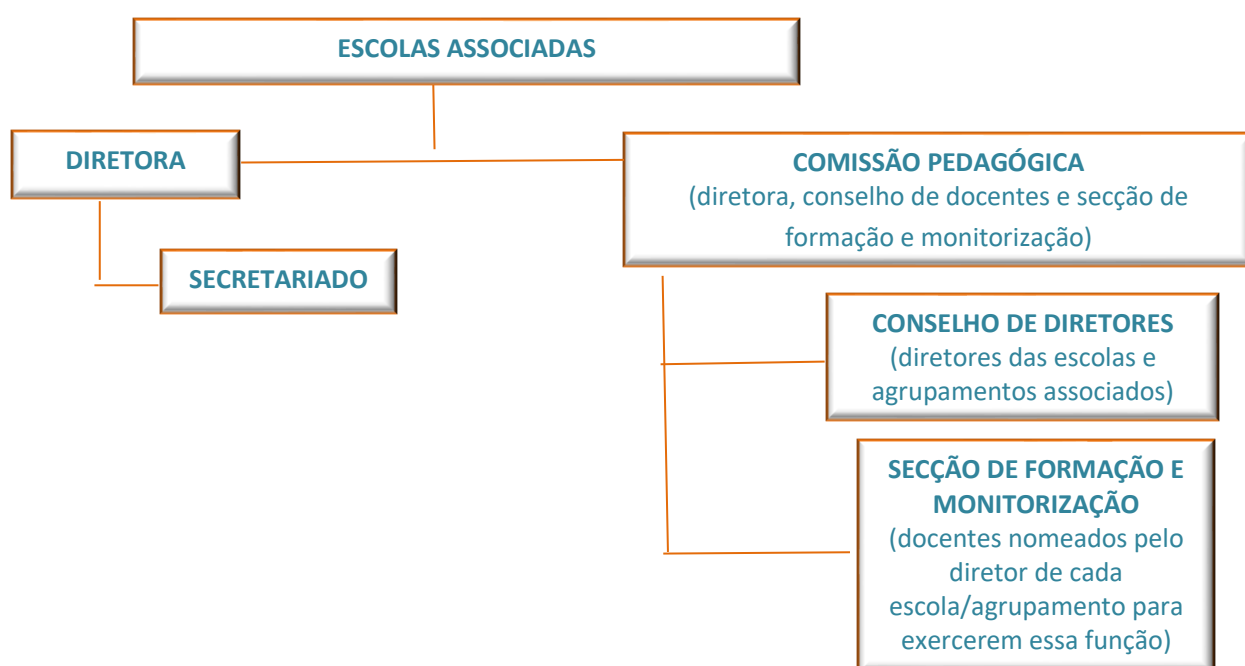 ESCOLAS ASSOCIADAS
DIRETORA
COMISSÃO PEDAGÓGICA
(diretora, conselho de docentes e secção de
formação e monitorização)
SECRETARIADO
CONSELHO DE DIRETORES
(diretores das escolas e
agrupamentos associados)
SECÇÃO DE FORMAÇÃO E
MONITORIZAÇÃO
(docentes nomeados pelo
diretor de cada
escola/agrupamento para
exercerem essa função)